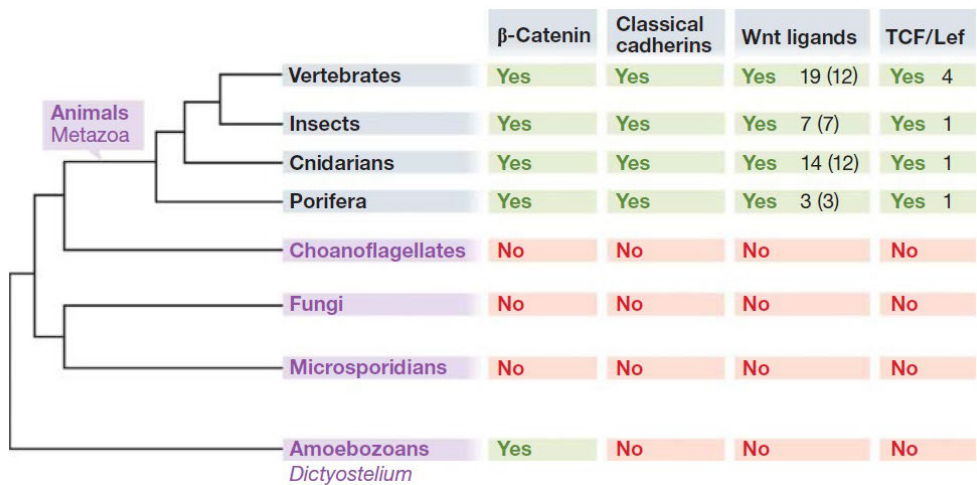 β-Catenin Classical cadherins Wnt ligands TCF/Lef
Vertebrates Yes Yes Yes 19 (12) Yes 4
Animals
Metazoa
Insects Yes Yes Yes 7 (7) Yes 1
Cnidarians Yes Yes Yes 14 (12) Yes 1
Porifera Yes Yes Yes 3 (3) Yes 1
Choanoflagellates No No No No
Fungi No No No No
Microsporidians No No No No
Amoebozoans Yes No No No
Dictyostelium